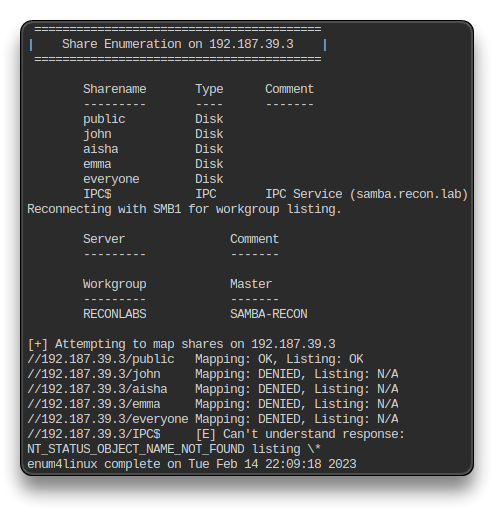 =========================================
|    Share Enumeration on 192.187.39.3    |
=========================================
Sharename       Type      Comment
---------       ----      -------
public          Disk
john            Disk
aisha           Disk
emma            Disk
everyone        Disk
IPC$            IPC       IPC Service (samba.recon.lab)
Reconnecting with SMB1 for workgroup listing.
Server               Comment
---------            -------
Workgroup            Master
---------            -------
RECONLABS            SAMBA-RECON
[+] Attempting to map shares on 192.187.39.3
//192.187.39.3/public   Mapping: OK, Listing: OK
//192.187.39.3/john     Mapping: DENIED, Listing: N/A
//192.187.39.3/aisha    Mapping: DENIED, Listing: N/A
//192.187.39.3/emma     Mapping: DENIED, Listing: N/A
//192.187.39.3/everyone Mapping: DENIED, Listing: N/A
//192.187.39.3/IPC$     [E] Can't understand response:
NT_STATUS_OBJECT_NAME_NOT_FOUND listing \*
enum4linux complete on Tue Feb 14 22:09:18 2023